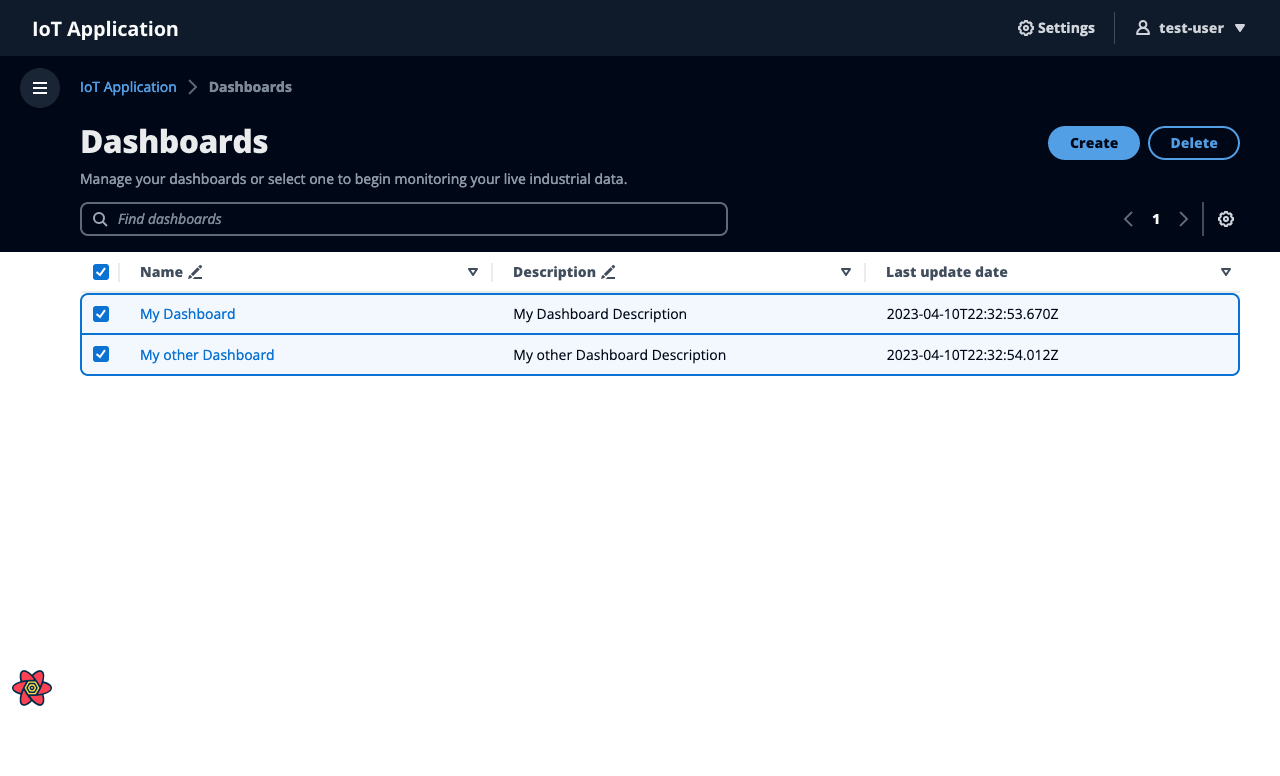 IoT Application
Settings
test-user
IoT Application
Dashboards
Dashboards
Create
Delete
Manage your dashboards or select one to begin monitoring your live industrial data.
Find dashboards
1
Name
Description
Last update date
My Dashboard
My Dashboard Description
2023-04-10T22:32:53.670Z
My other Dashboard
My other Dashboard Description
2023-04-10T22:32:54.012Z